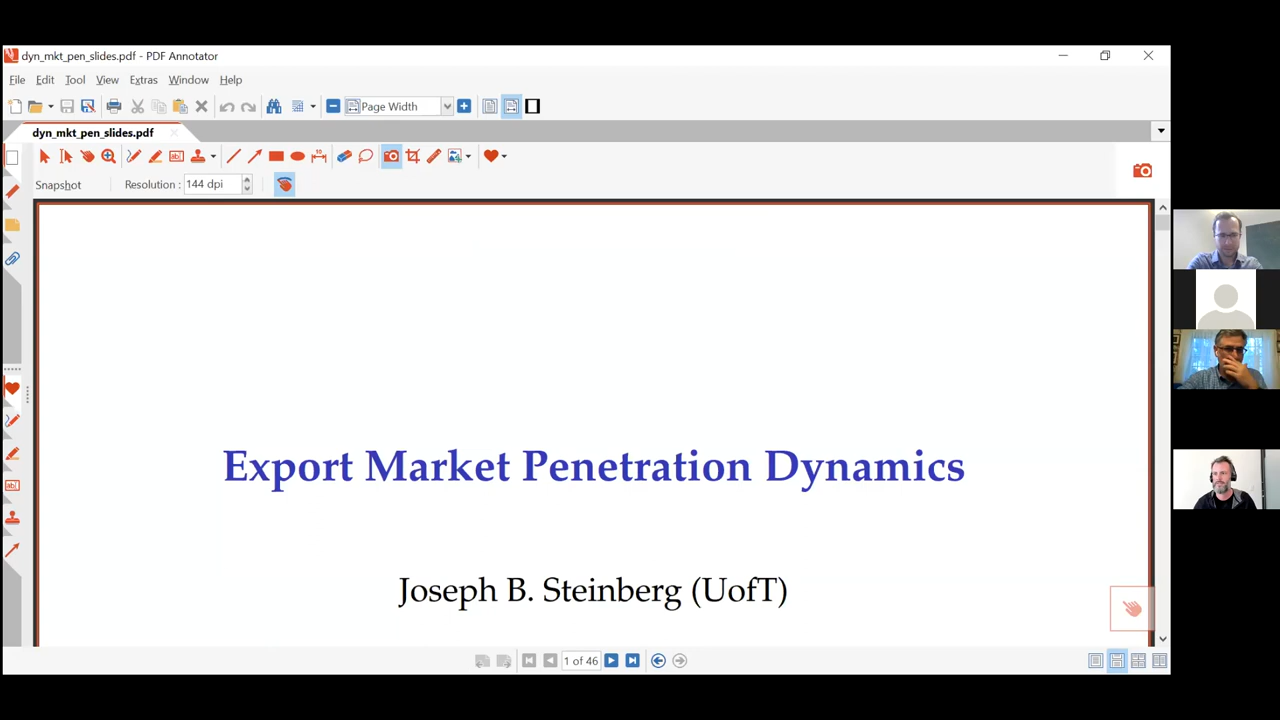 dyn_mkt_pen_slides.pdf - PDF Annotator
File Edit Tool View Extras Window Help
Page Width
dyn_mkt_pen_slides.pdf
Snapshot Resolution : 144 dpi
Export Market Penetration Dynamics
Joseph B. Steinberg (UofT)
1 of 46